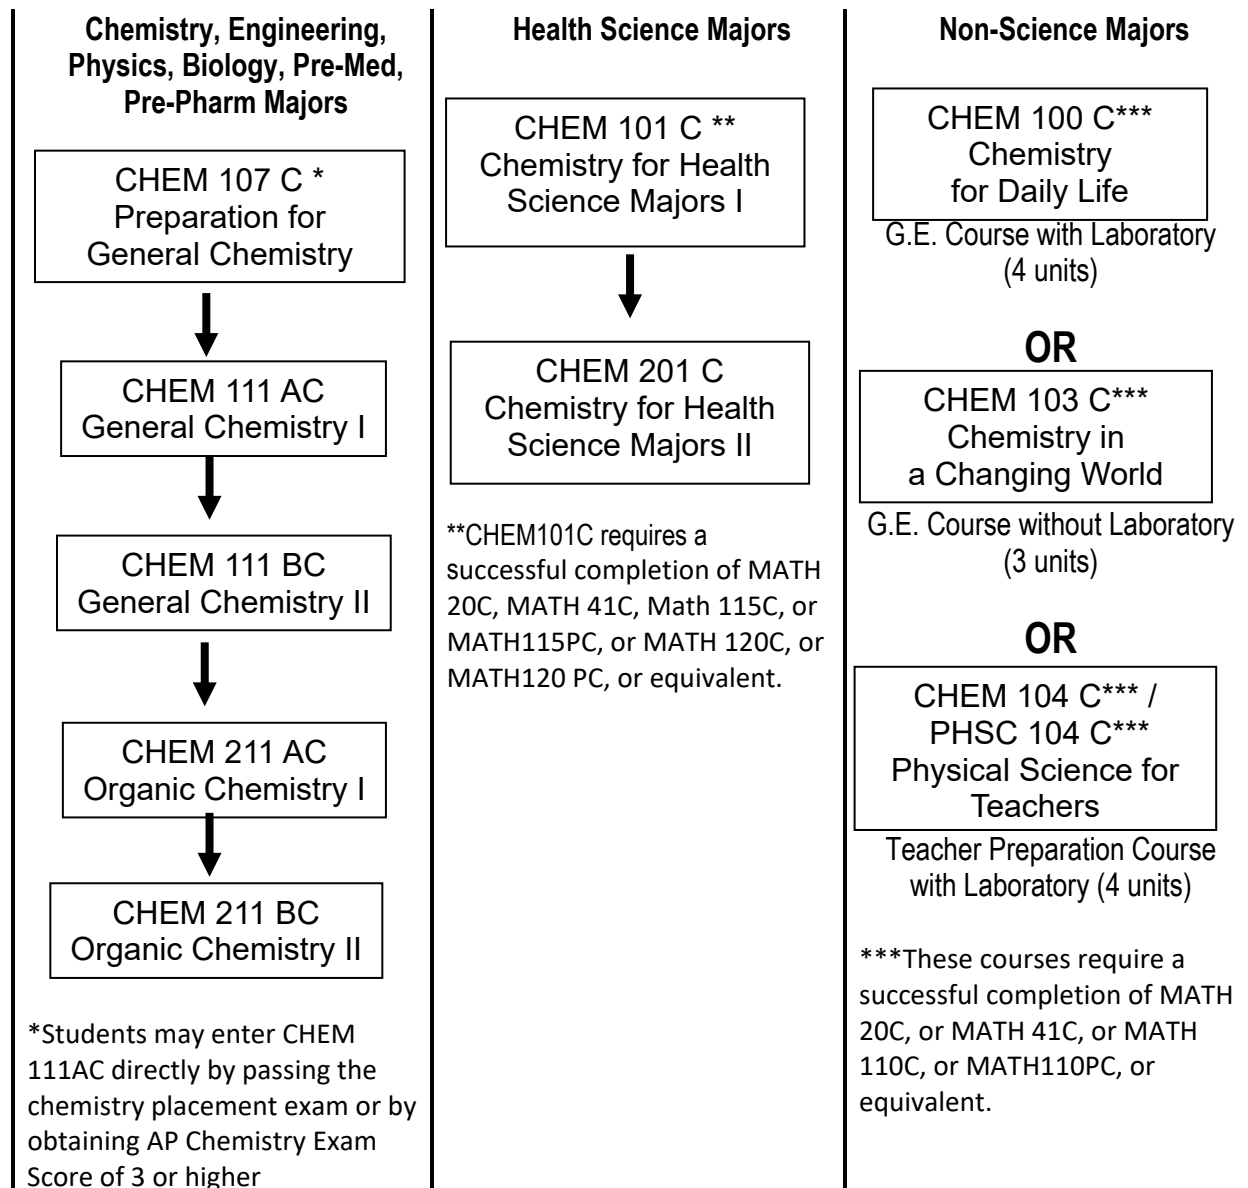 Chemistry, Engineering,
Physics, Biology, Pre-Med,
Pre-Pharm Majors
CHEM 107 C *
Preparation for
General Chemistry
CHEM 111 AC
General Chemistry I
CHEM 111 BC
General Chemistry II
CHEM 211 AC
Organic Chemistry I
CHEM 211 BC
Organic Chemistry II
*Students may enter CHEM
111AC directly by passing the
chemistry placement exam or by
obtaining AP Chemistry Exam
Score of 3 or higher
Health Science Majors
CHEM 101 C **
Chemistry for Health
Science Majors I
CHEM 201 C
Chemistry for Health
Science Majors II
**CHEM101C requires a
successful completion of MATH
20C, MATH 41C, Math 115C, or
MATH115PC, or MATH 120C, or
MATH120 PC, or equivalent.
Non-Science Majors
CHEM 100 C***
Chemistry
for Daily Life
G.E. Course with Laboratory
(4 units)
OR
CHEM 103 C***
Chemistry in
a Changing World
G.E. Course without Laboratory
(3 units)
OR
CHEM 104 C*** /
PHSC 104 C***
Physical Science for
Teachers
Teacher Preparation Course
with Laboratory (4 units)
***These courses require a
successful completion of MATH
20C, or MATH 41C, or MATH
110C, or MATH110PC, or
equivalent.